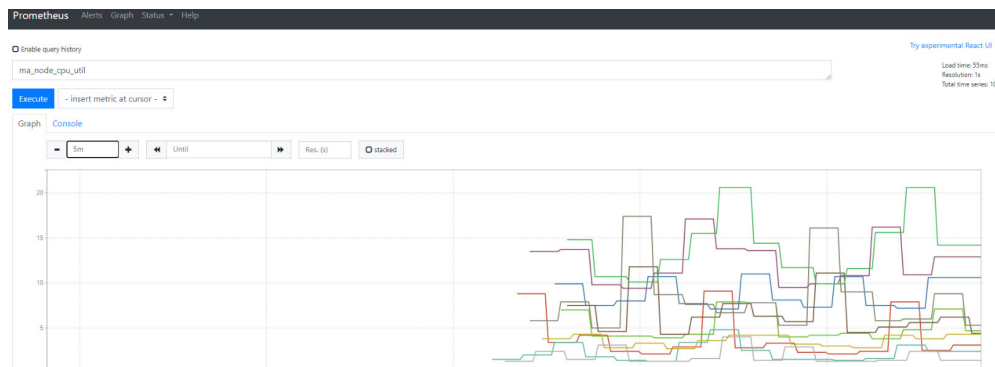 Prometheus Alerts Graph Status Help
Enable query history
Try experimental React UI
ma_node_cpu_util
Load time: 55ms
Resolution: 1s
Total time series: 10
Execute - insert metric at cursor -
Graph Console
- 5m + Until Res. (s) stacked
20
15
10
5